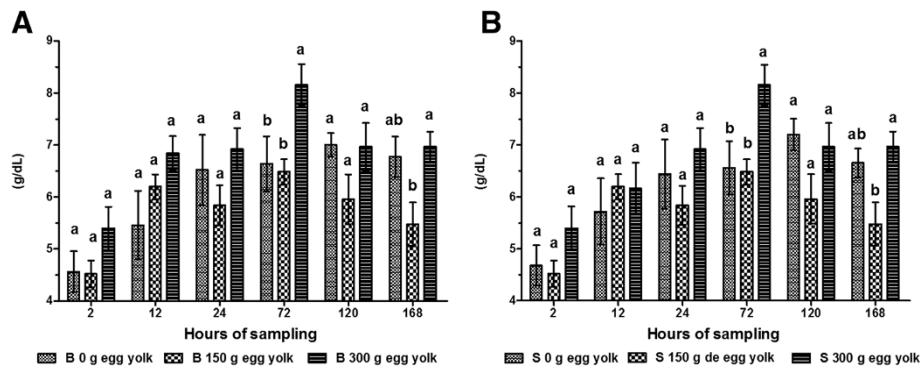 A
B
9
8
7
6
5
4
(g/dL)
a a a
a a a
a a a
b b a
a a a
ab b a
2 12 24 72 120 168
Hours of sampling
B 0 g egg yolk B 150 g egg yolk B 300 g egg yolk
9
8
7
6
5
4
(g/dL)
a a a
a a a
a a a
b b a
a a a
ab b a
2 12 24 72 120 168
Hours of sampling
S 0 g egg yolk S 150 g de egg yolk S 300 g egg yolk